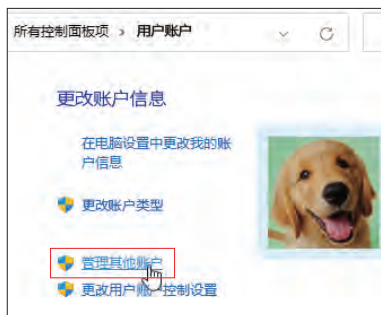 所有控制面板项 › 用户账户
更改账户信息
在电脑设置中更改我的账
户信息
更改账户类型
管理其他账户
更改用户账户控制设置